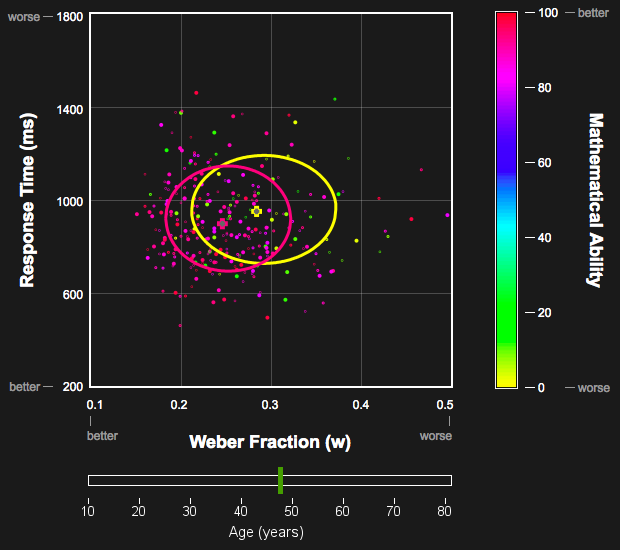 worse
1800
1400
1000
600
better
200
Response Time (ms)
0.1
0.2
0.3
0.4
0.5
better
worse
Weber Fraction (w)
10
20
30
40
50
60
70
80
Age (years)
100
better
80
60
40
20
0
worse
Mathematical Ability